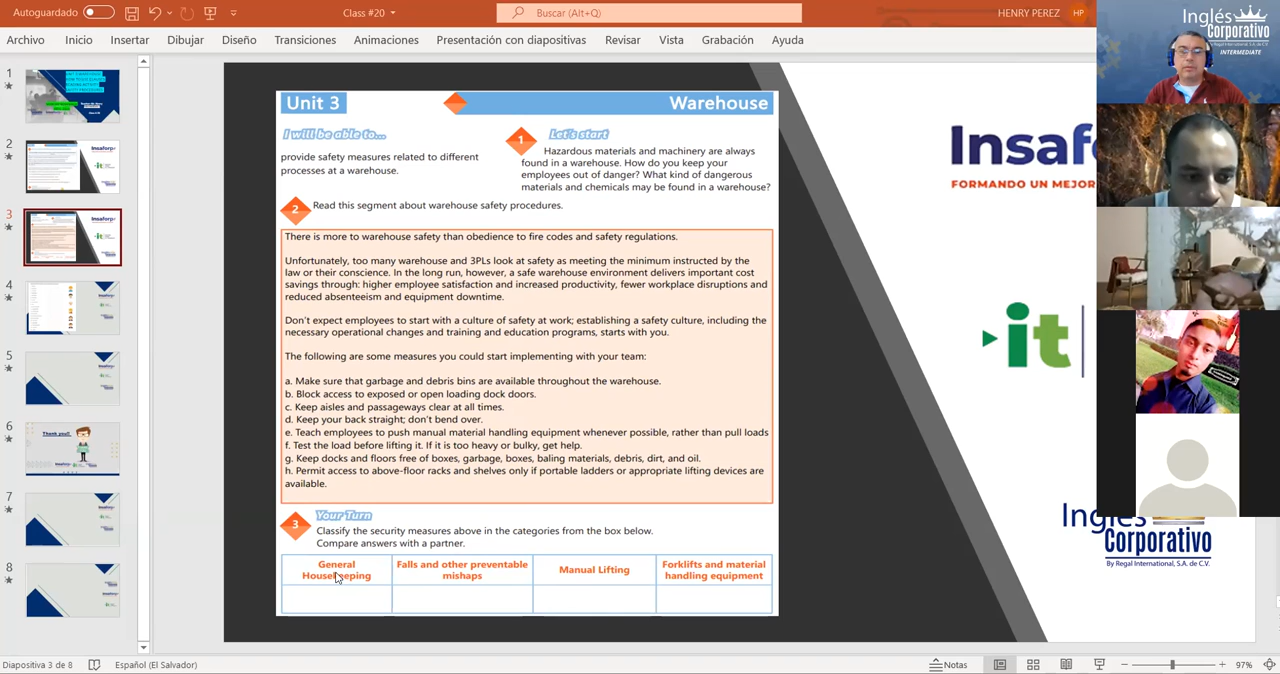 Autoguardado
Class #20
Buscar (Alt+Q)
HENRY PEREZ
HP
Archivo
Inicio
Insertar
Dibujar
Diseño
Transiciones
Animaciones
Presentación con diapositivas
Revisar
Vista
Grabación
Ayuda
Inglés
Corporativo
By Regal International, S.A. de C.V.
INTERMEDIATE
1
2
3
4
5
6
7
8
Thank you!!
Unit 3
Warehouse
I will be able to...
provide safety measures related to different
processes at a warehouse.
1
Let's start
Hazardous materials and machinery are always
found in a warehouse. How do you keep your
employees out of danger? What kind of dangerous
materials and chemicals may be found in a warehouse?
2
Read this segment about warehouse safety procedures.
There is more to warehouse safety than obedience to fire codes and safety regulations.
Unfortunately, too many warehouse and 3PLs look at safety as meeting the minimum instructed by the
law or their conscience. In the long run, however, a safe warehouse environment delivers important cost
savings through: higher employee satisfaction and increased productivity, fewer workplace disruptions and
reduced absenteeism and equipment downtime.
Don't expect employees to start with a culture of safety at work; establishing a safety culture, including the
necessary operational changes and training and education programs, starts with you.
The following are some measures you could start implementing with your team:
a. Make sure that garbage and debris bins are available throughout the warehouse.
b. Block access to exposed or open loading dock doors.
c. Keep aisles and passageways clear at all times.
d. Keep your back straight; don't bend over.
e. Teach employees to push manual material handling equipment whenever possible, rather than pull loads
f. Test the load before lifting it. If it is too heavy or bulky, get help.
g. Keep docks and floors free of boxes, garbage, boxes, baling materials, debris, dirt, and oil.
h. Permit access to above-floor racks and shelves only if portable ladders or appropriate lifting devices are
available.
3
Your Turn
Classify the security measures above in the categories from the box below.
Compare answers with a partner.
General
Housekeeping
Falls and other preventable
mishaps
Manual Lifting
Forklifts and material
handling equipment
Insafo
FORMANDO UN MEJOR
it
Inglés
Corporativo
By Regal International, S.A. de C.V.
Diapositiva 3 de 8
Español (El Salvador)
Notas
97%